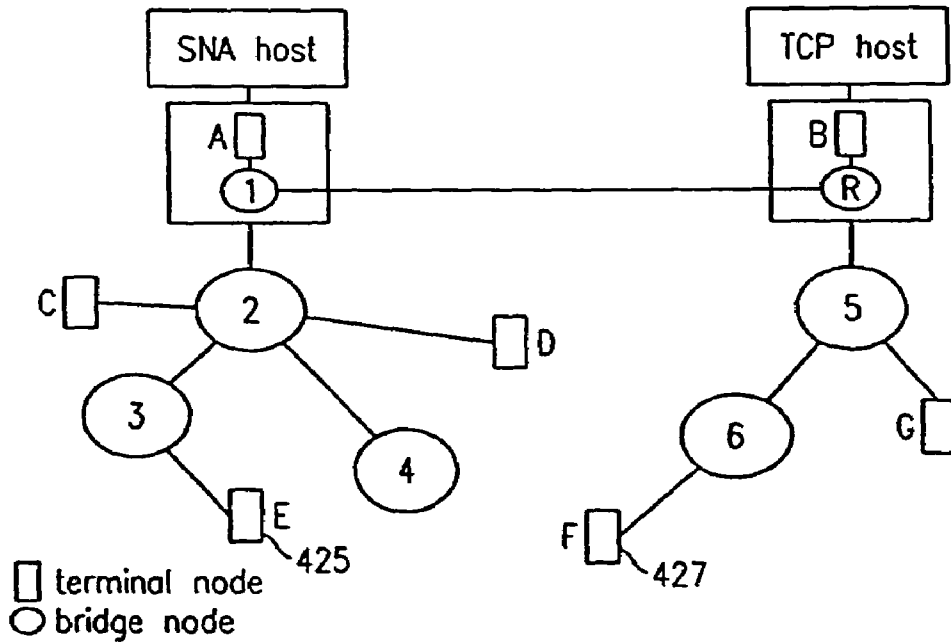 SNA host
TCP host
A
B
1
R
C
2
D
5
3
4
6
G
E
425
F
427
terminal node
bridge node